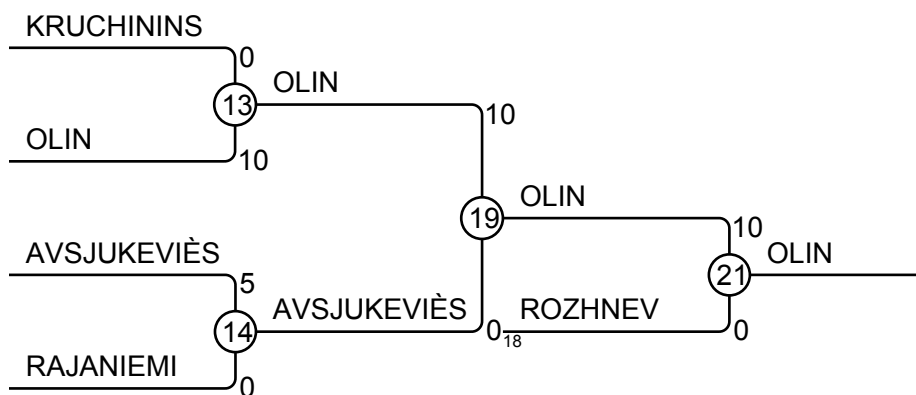 KRUCHININS
0
13
OLIN
10
OLIN
10
19
OLIN
10
AVSJUKEVIÈS
5
14
AVSJUKEVIÈS
0
RAJANIEMI
0
18
ROZHNEV
0
21
OLIN